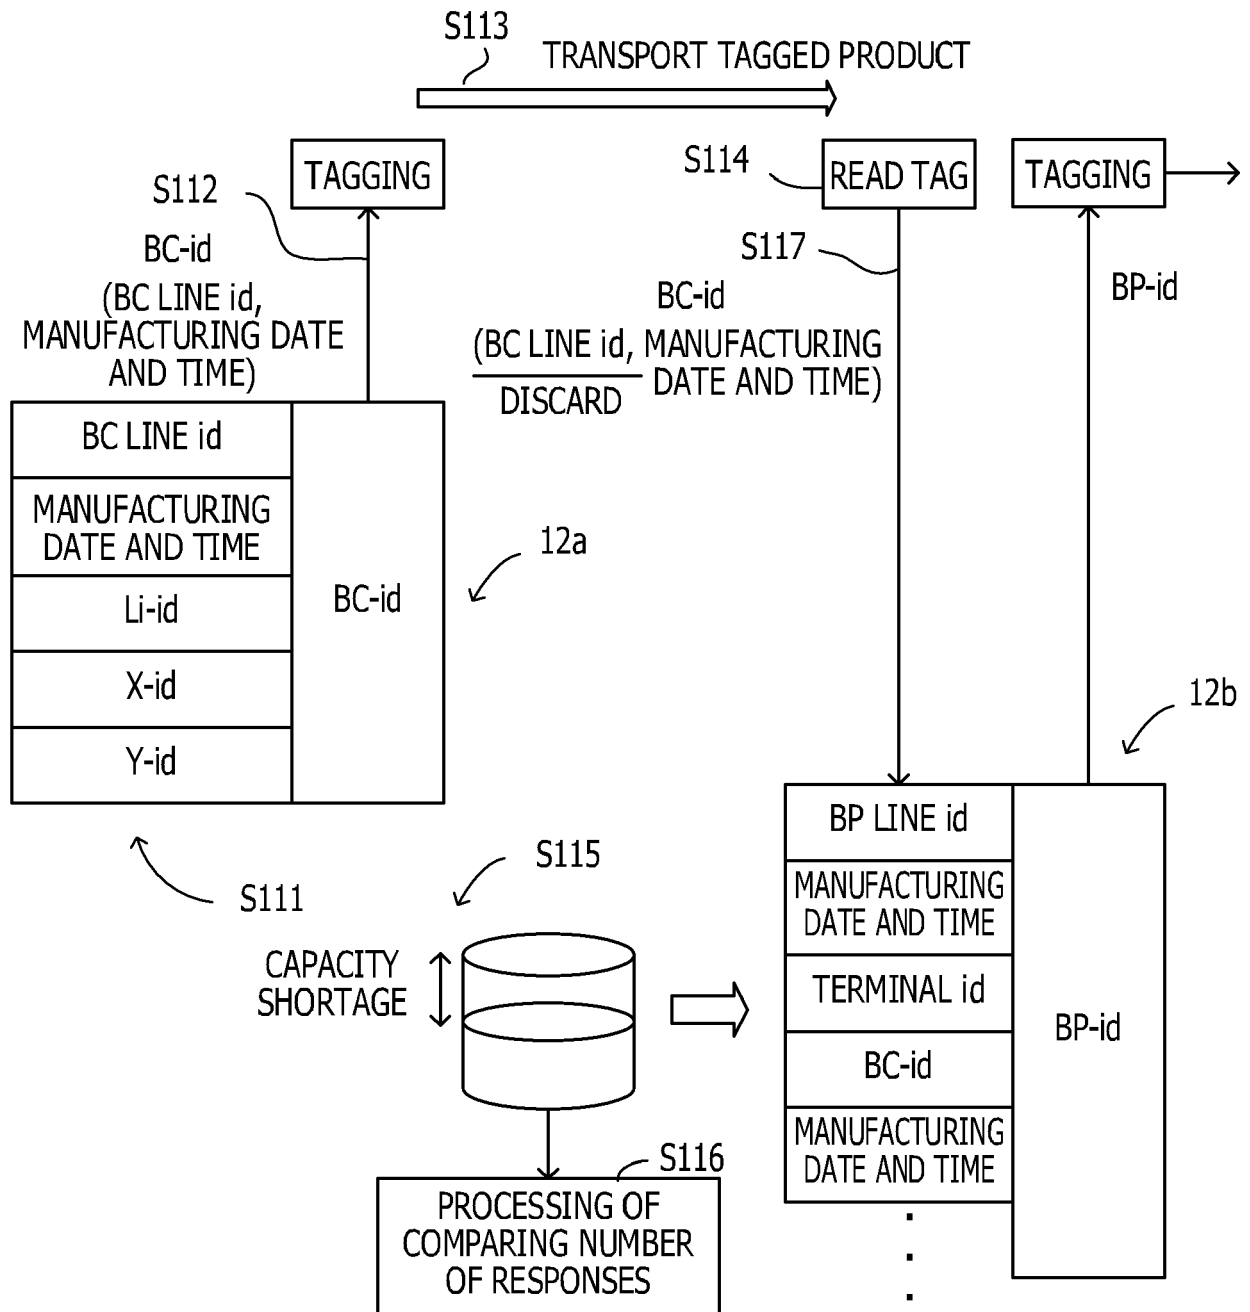 S113
TRANSPORT TAGGED PRODUCT
TAGGING
S112
BC-id
(BC LINE id,
MANUFACTURING DATE
AND TIME)
S114
READ TAG
TAGGING
S117
BC-id
(BC LINE id, MANUFACTURING
DISCARD DATE AND TIME)
BP-id
BC LINE id
MANUFACTURING
DATE AND TIME
Li-id
X-id
Y-id
BC-id
12a
S111
12b
S115
CAPACITY
SHORTAGE
S116
PROCESSING OF
COMPARING NUMBER
OF RESPONSES
BP LINE id
MANUFACTURING
DATE AND TIME
TERMINAL id
BC-id
MANUFACTURING
DATE AND TIME
BP-id